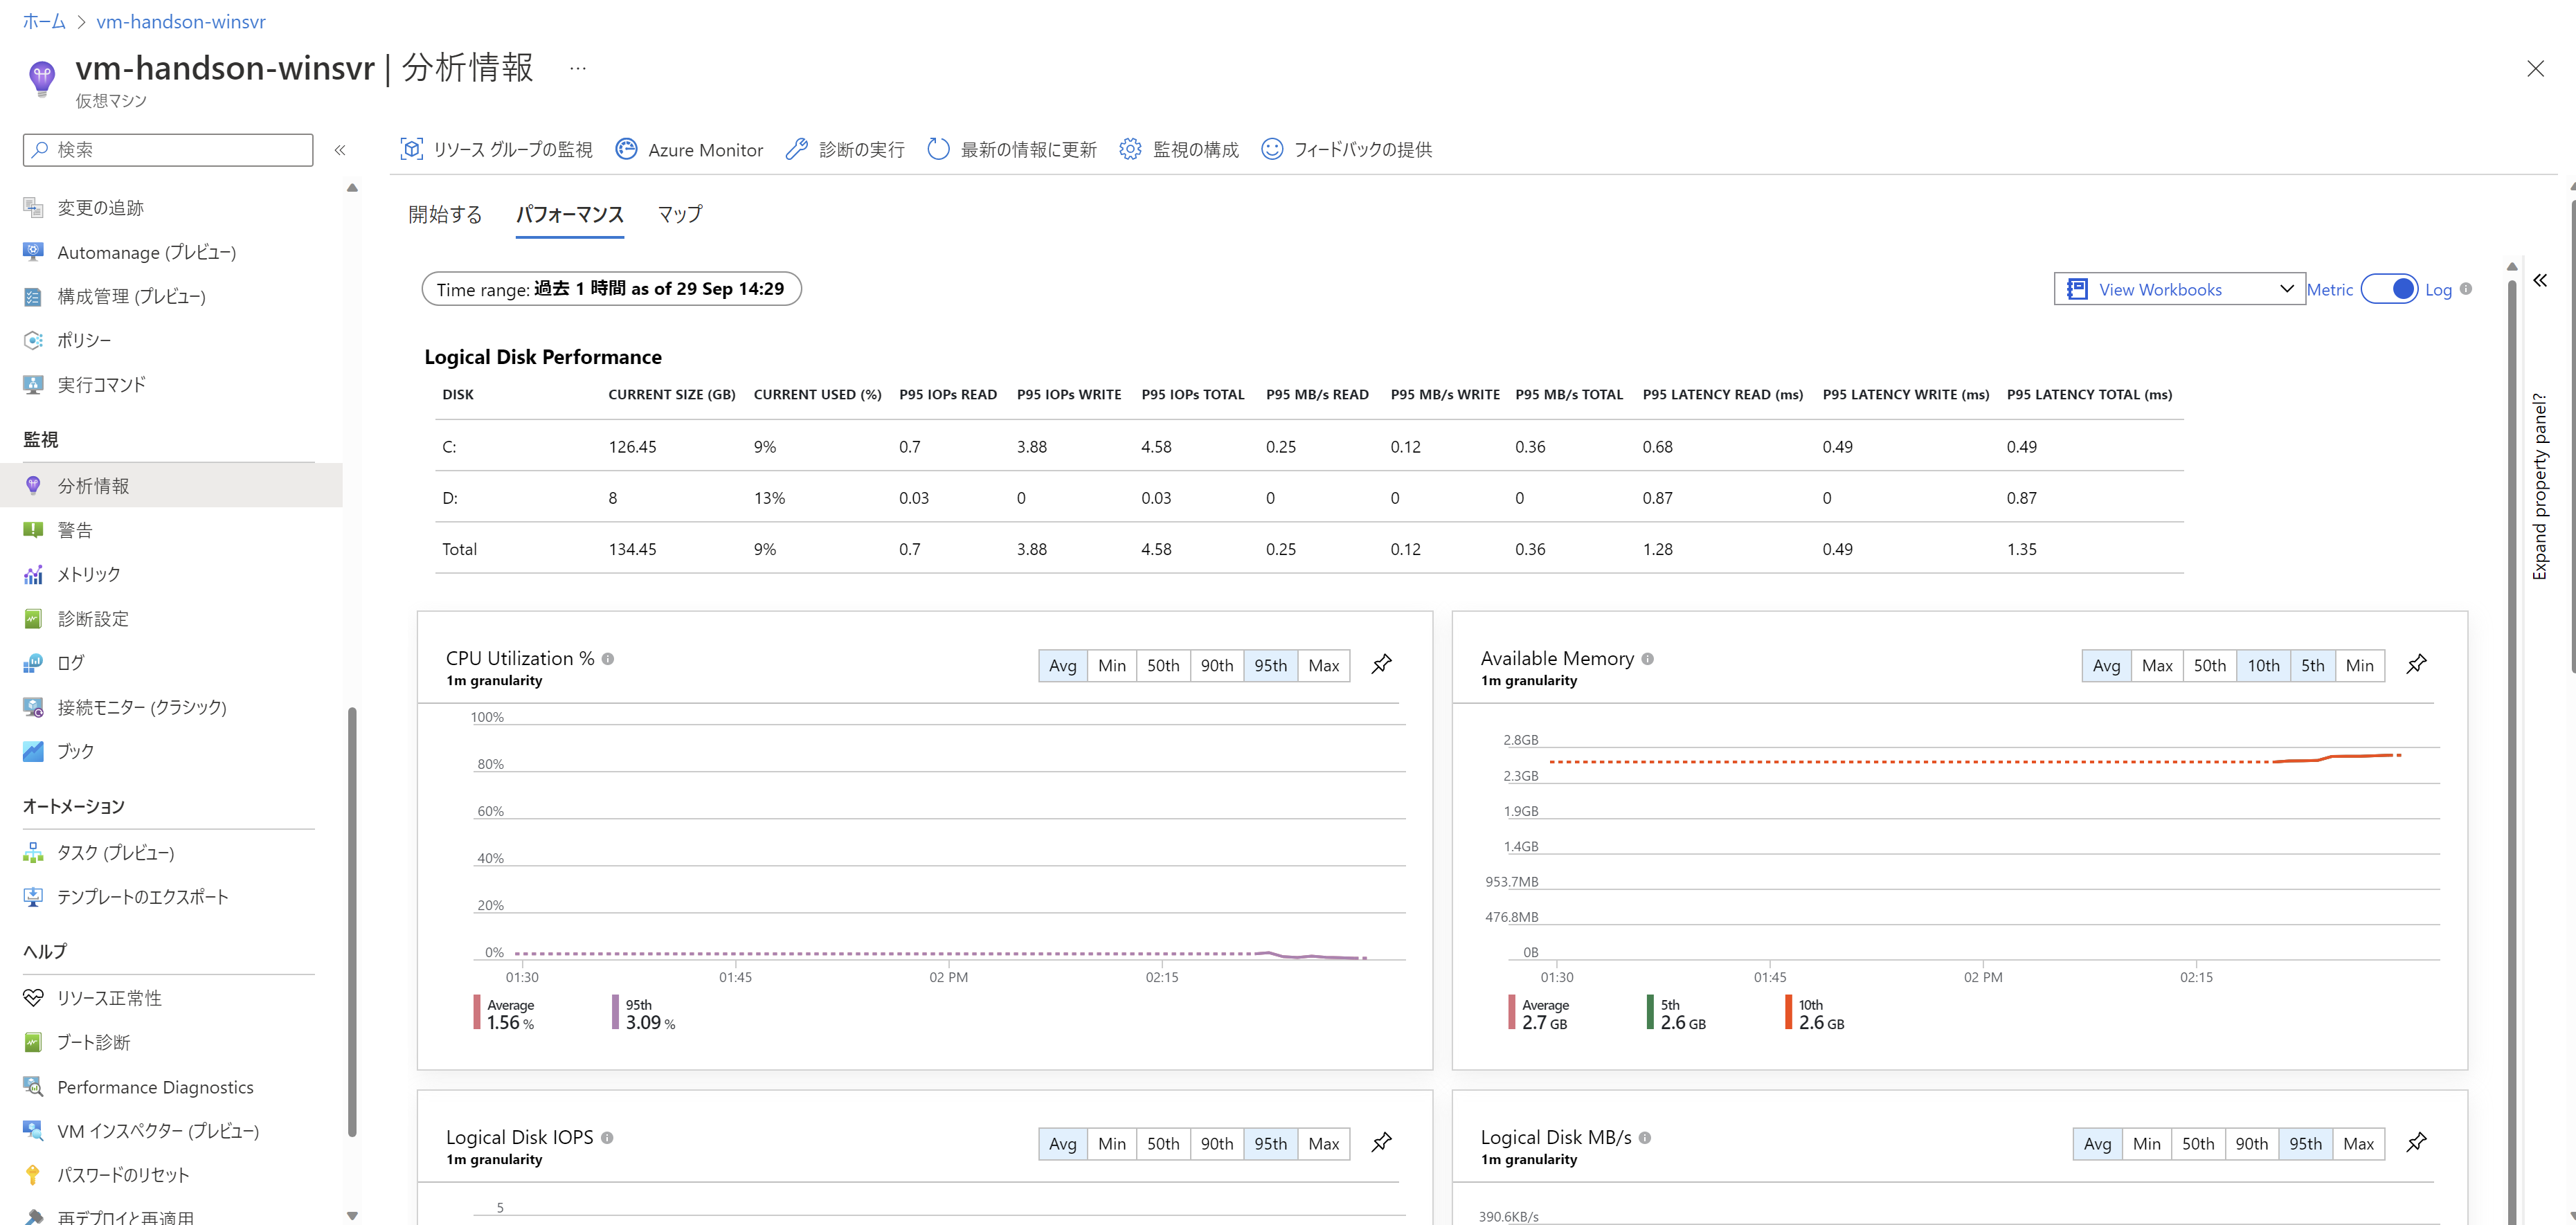 ホーム > vm-handson-winsvr
vm-handson-winsvr | 分析情報 …
仮想マシン
検索
«
変更の追跡
Automanage (プレビュー)
構成管理 (プレビュー)
ポリシー
実行コマンド
監視
分析情報
警告
メトリック
診断設定
ログ
接続モニター (クラシック)
ブック
オートメーション
タスク (プレビュー)
テンプレートのエクスポート
ヘルプ
リソース正常性
ブート診断
Performance Diagnostics
VM インスペクター (プレビュー)
パスワードのリセット
再デプロイと再適用
リソース グループの監視 Azure Monitor 診断の実行 最新の情報に更新 監視の構成 フィードバックの提供
開始する パフォーマンス マップ
Time range: 過去 1 時間 as of 29 Sep 14:29
View Workbooks Metric Log
Expand property panel?
Logical Disk Performance
DISK CURRENT SIZE (GB) CURRENT USED (%) P95 IOPs READ P95 IOPs WRITE P95 IOPs TOTAL P95 MB/s READ P95 MB/s WRITE P95 MB/s TOTAL P95 LATENCY READ (ms) P95 LATENCY WRITE (ms) P95 LATENCY TOTAL (ms)
C: 126.45 9% 0.7 3.88 4.58 0.25 0.12 0.36 0.68 0.49 0.49
D: 8 13% 0.03 0 0.03 0 0 0 0.87 0 0.87
Total 134.45 9% 0.7 3.88 4.58 0.25 0.12 0.36 1.28 0.49 1.35
CPU Utilization %
1m granularity
Avg Min 50th 90th 95th Max
100%
80%
60%
40%
20%
0%
01:30 01:45 02 PM 02:15
Average 95th
1.56 % 3.09 %
Available Memory
1m granularity
Avg Max 50th 10th 5th Min
2.8GB
2.3GB
1.9GB
1.4GB
953.7MB
476.8MB
0B
01:30 01:45 02 PM 02:15
Average 5th 10th
2.7 GB 2.6 GB 2.6 GB
Logical Disk IOPS
1m granularity
Avg Min 50th 90th 95th Max
5
Logical Disk MB/s
1m granularity
Avg Min 50th 90th 95th Max
390.6KB/s